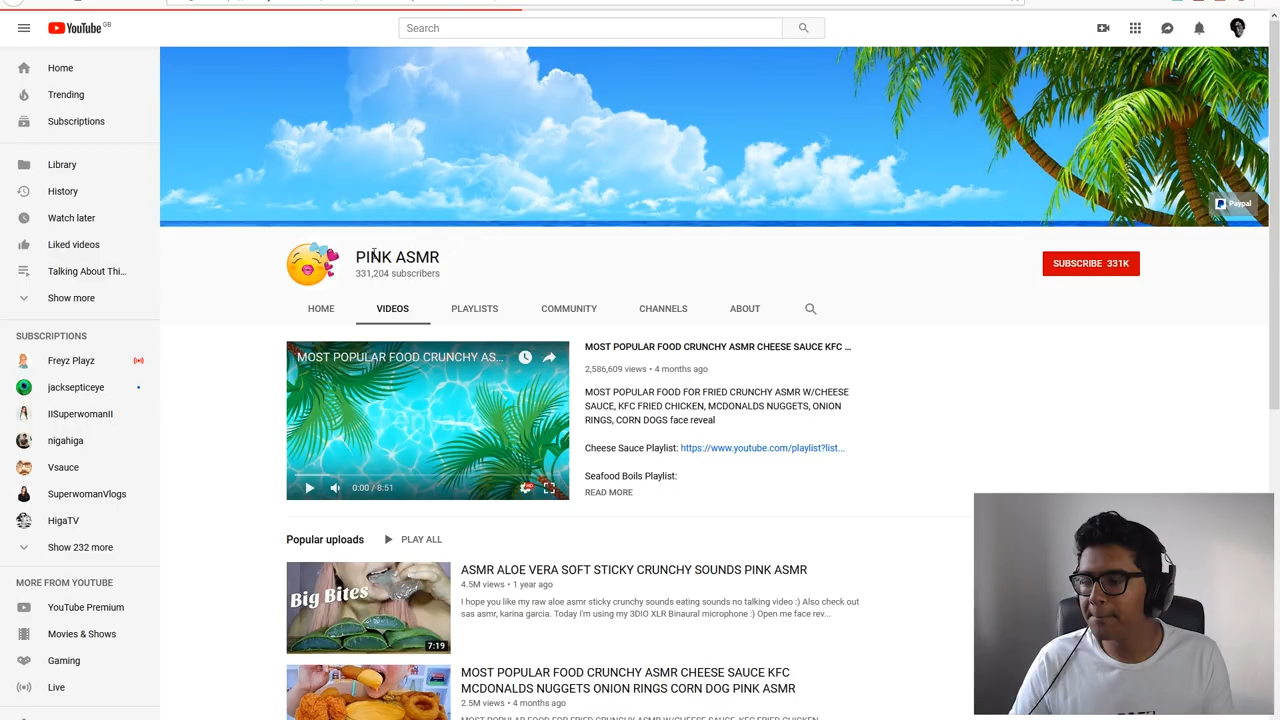 YouTube GB
Search
Home
Trending
Subscriptions
Library
History
Watch later
Liked videos
Talking About Thi...
Show more
SUBSCRIPTIONS
Freyz Playz
jacksepticeye
IISuperwomanII
nigahiga
Vsauce
SuperwomanVlogs
HigaTV
Show 232 more
MORE FROM YOUTUBE
YouTube Premium
Movies & Shows
Gaming
Live
Paypal
PINK ASMR
331,204 subscribers
SUBSCRIBE 331K
HOME VIDEOS PLAYLISTS COMMUNITY CHANNELS ABOUT
MOST POPULAR FOOD CRUNCHY AS...
0:00 / 8:51
MOST POPULAR FOOD CRUNCHY ASMR CHEESE SAUCE KFC ...
2,586,609 views • 4 months ago
MOST POPULAR FOOD FOR FRIED CRUNCHY ASMR W/CHEESE
SAUCE, KFC FRIED CHICKEN, MCDONALDS NUGGETS, ONION
RINGS, CORN DOGS face reveal
Cheese Sauce Playlist: https://www.youtube.com/playlist?list...
Seafood Boils Playlist:
READ MORE
Popular uploads PLAY ALL
Big Bites
7:19
ASMR ALOE VERA SOFT STICKY CRUNCHY SOUNDS PINK ASMR
4.5M views • 1 year ago
I hope you like my raw aloe asmr sticky crunchy sounds eating sounds no talking video :) Also check out
sas asmr, karina garcia. Today I'm using my 3DIO XLR Binaural microphone :) Open me face rev...
MOST POPULAR FOOD CRUNCHY ASMR CHEESE SAUCE KFC
MCDONALDS NUGGETS ONION RINGS CORN DOG PINK ASMR
2.5M views • 4 months ago